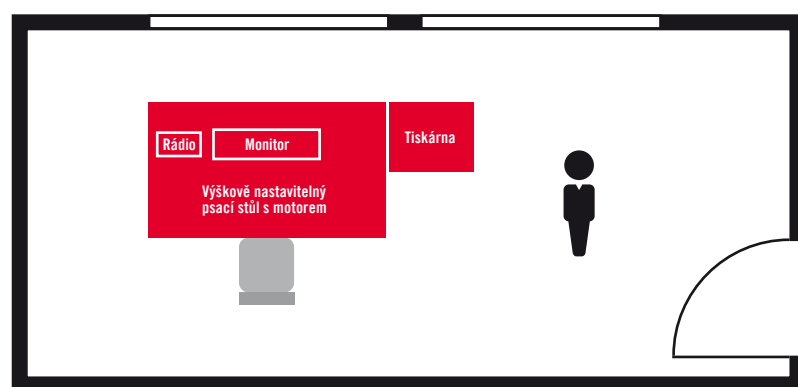 Rádio
Monitor
Tiskárna
Výškově nastavitelný
psací stůl s motorem